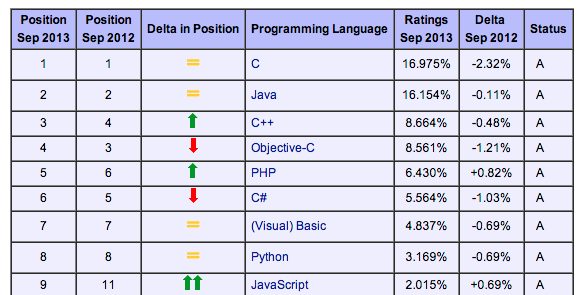 Position Sep 2013 Position Sep 2012 Delta in Position Programming Language Ratings Sep 2013 Delta Sep 2012 Status
1 1 C 16.975% -2.32% A
2 2 Java 16.154% -0.11% A
3 4 C++ 8.664% -0.48% A
4 3 Objective-C 8.561% -1.21% A
5 6 PHP 6.430% +0.82% A
6 5 C# 5.564% -1.03% A
7 7 (Visual) Basic 4.837% -0.69% A
8 8 Python 3.169% -0.69% A
9 11 JavaScript 2.015% +0.69% A